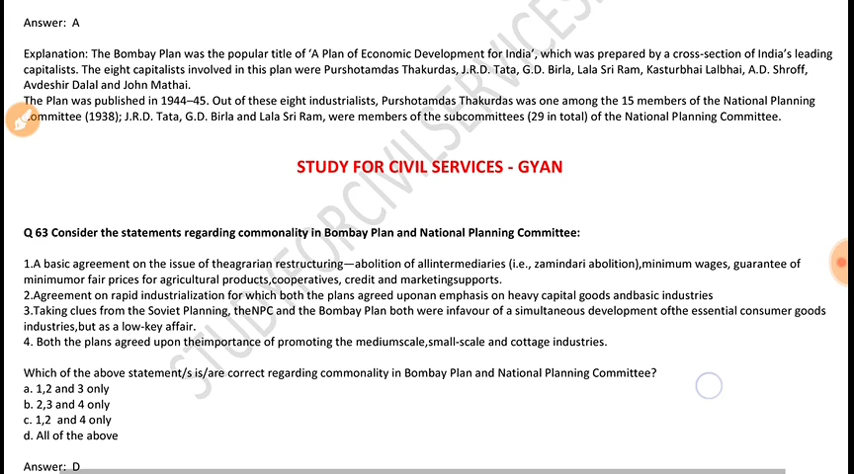 Answer: A
Explanation: The Bombay Plan was the popular title of 'A Plan of Economic Development for India', which was prepared by a cross-section of India's leading
capitalists. The eight capitalists involved in this plan were Purshotamdas Thakurdas, J.R.D. Tata, G.D. Birla, Lala Sri Ram, Kasturbhai Lalbhai, A.D. Shroff,
Avdeshir Dalal and John Mathai.
The Plan was published in 1944–45. Out of these eight industrialists, Purshotamdas Thakurdas was one among the 15 members of the National Planning
ommittee (1938); J.R.D. Tata, G.D. Birla and Lala Sri Ram, were members of the subcommittees (29 in total) of the National Planning Committee.
STUDY FOR CIVIL SERVICES - GYAN
Q 63 Consider the statements regarding commonality in Bombay Plan and National Planning Committee:
1.A basic agreement on the issue of theagrarian restructuring—abolition of allintermediaries (i.e., zamindari abolition),minimum wages, guarantee of
minimumor fair prices for agricultural products,cooperatives, credit and marketingsupports.
2.Agreement on rapid industrialization for which both the plans agreed uponan emphasis on heavy capital goods andbasic industries
3.Taking clues from the Soviet Planning, theNPC and the Bombay Plan both were infavour of a simultaneous development ofthe essential consumer goods
industries,but as a low-key affair.
4. Both the plans agreed upon theimportance of promoting the mediumscale,small-scale and cottage industries.
Which of the above statement/s is/are correct regarding commonality in Bombay Plan and National Planning Committee?
a. 1,2 and 3 only
b. 2,3 and 4 only
c. 1,2  and 4 only
d. All of the above
Answer: D
STUDYFORCIVILSERVICES.